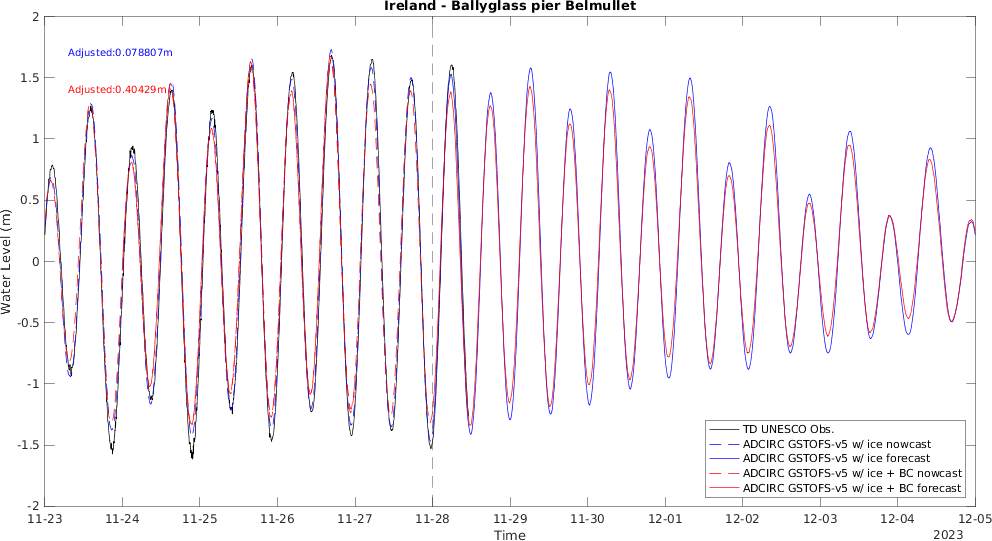 Ireland - Ballyglass pier Belmullet
Adjusted:0.078807m
Adjusted:0.40429m
Water Level (m)
2
1.5
1
0.5
0
-0.5
-1
-1.5
-2
TD UNESCO Obs.
ADCIRC GSTOFS-v5 w/ ice nowcast
ADCIRC GSTOFS-v5 w/ ice forecast
ADCIRC GSTOFS-v5 w/ ice + BC nowcast
ADCIRC GSTOFS-v5 w/ ice + BC forecast
11-23 11-24 11-25 11-26 11-27 11-28 11-29 11-30 12-01 12-02 12-03 12-04 12-05
Time
2023